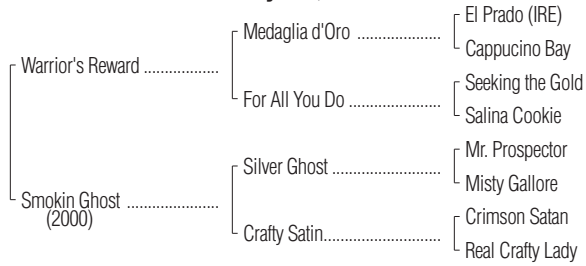 El Prado (IRE)
Medaglia d'Oro ..................
Cappucino Bay
Warrior's Reward ..................
Seeking the Gold
For All You Do ......................
Salina Cookie
Mr. Prospector
Silver Ghost ..........................
Misty Gallore
Smokin Ghost ......................
(2000)
Crimson Satan
Crafty Satin............................
Real Crafty Lady